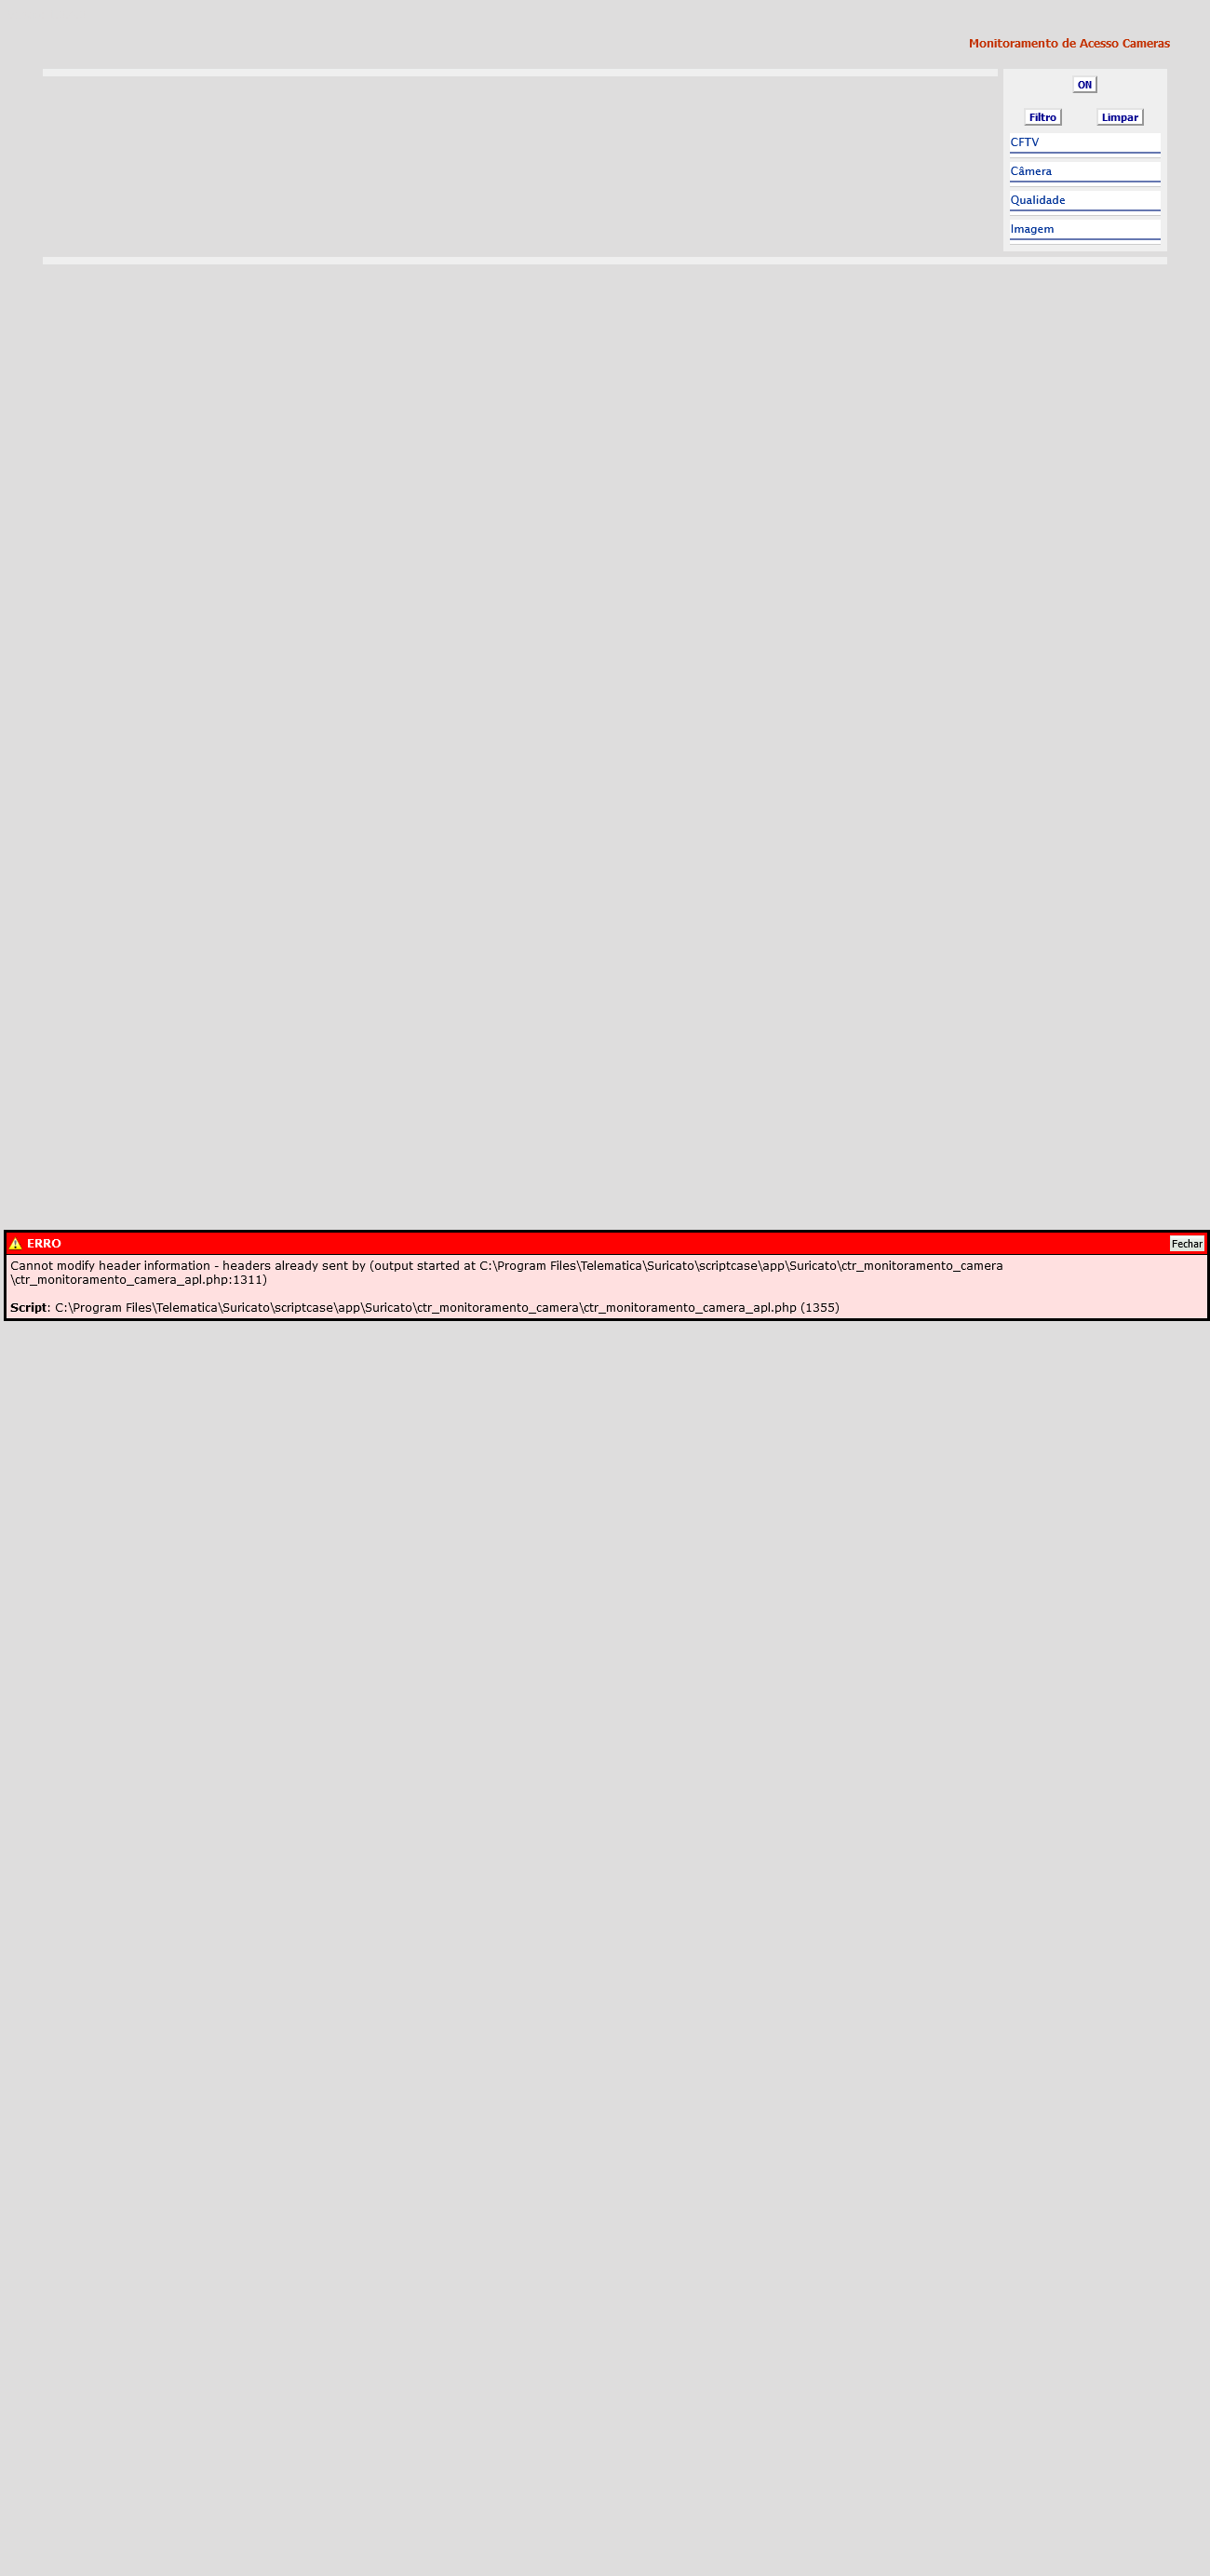 Monitoramento de Acesso Cameras
ON
Filtro Limpar
CFTV
Câmera
Qualidade
Imagem
ERRO Fechar
Cannot modify header information - headers already sent by (output started at C:\Program Files\Telematica\Suricato\scriptcase\app\Suricato\ctr_monitoramento_camera
\ctr_monitoramento_camera_apl.php:1311)
Script: C:\Program Files\Telematica\Suricato\scriptcase\app\Suricato\ctr_monitoramento_camera\ctr_monitoramento_camera_apl.php (1355)